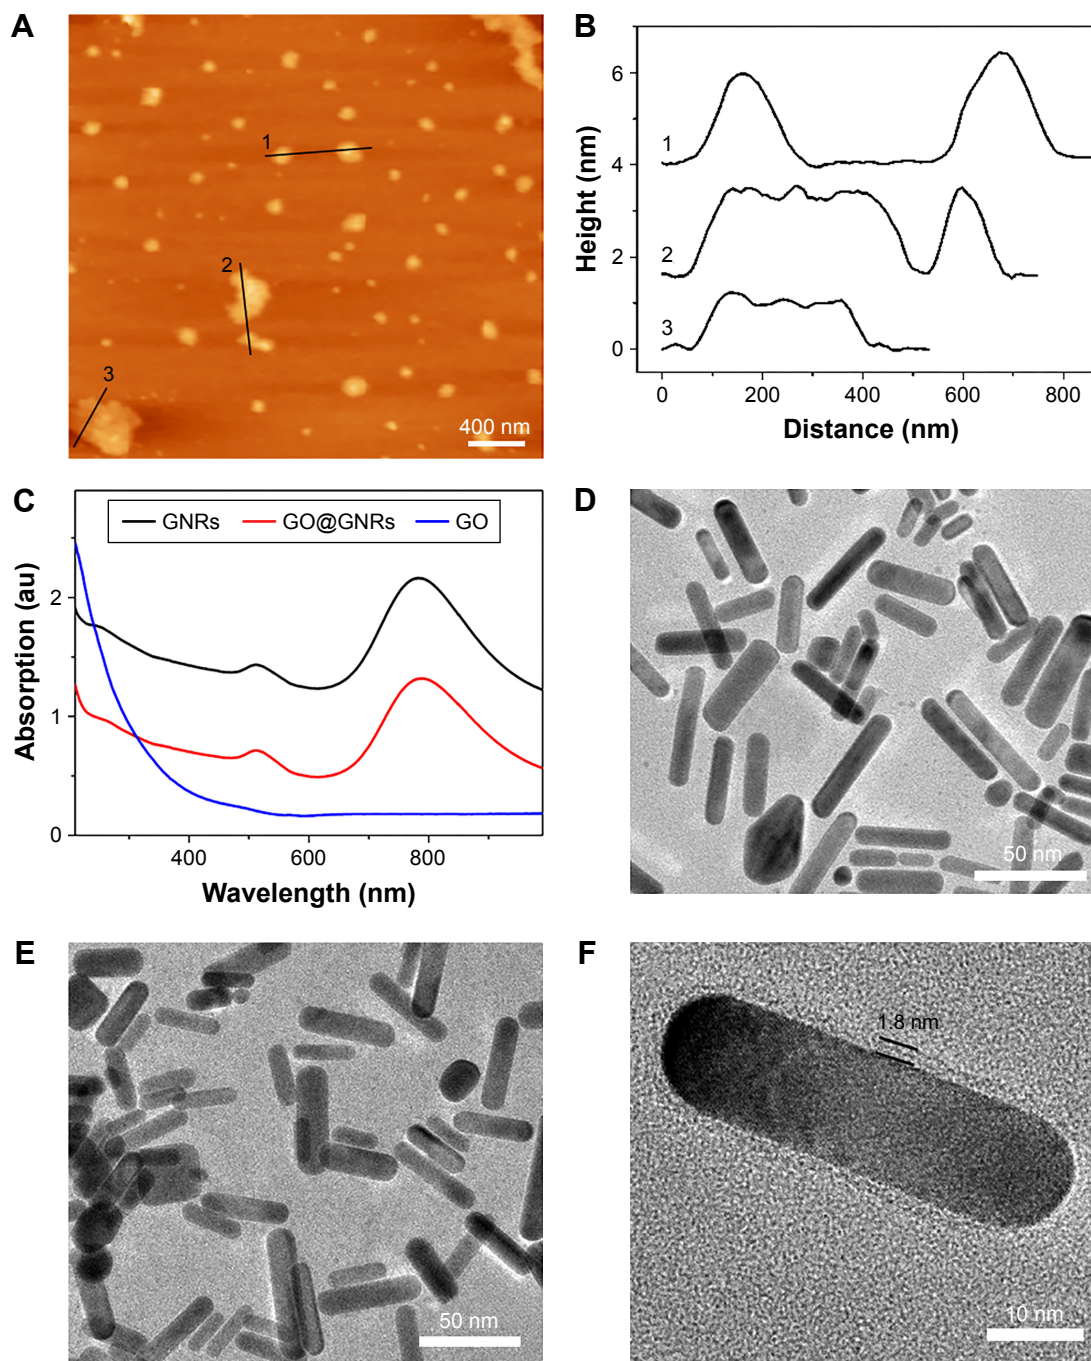 A
1
2
3
400 nm
B
Height (nm)
6
4
2
0
1
2
3
0
200
400
600
800
Distance (nm)
C
GNRs
GO@GNRs
GO
Absorption (au)
2
1
0
400
600
800
Wavelength (nm)
D
50 nm
E
50 nm
F
1.8 nm
10 nm